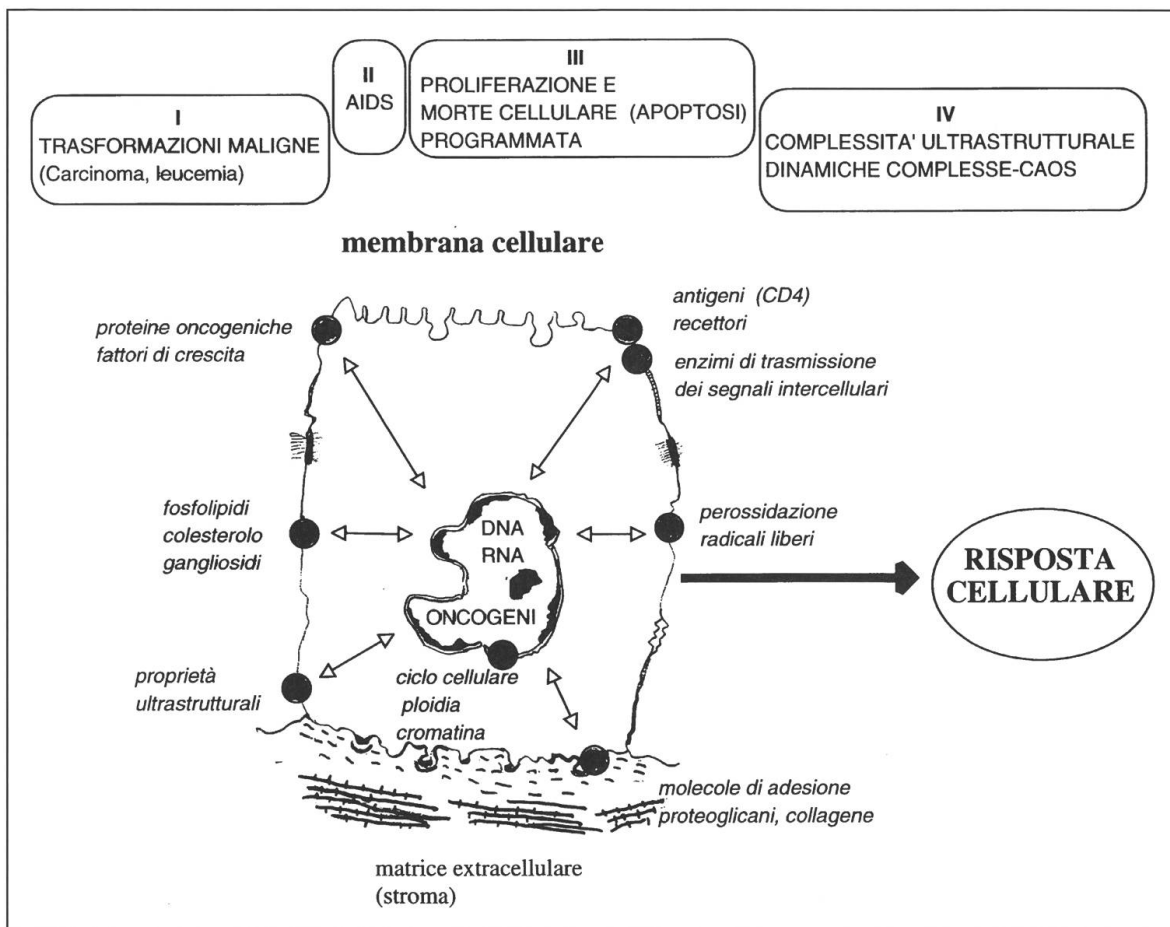 I
TRASFORMAZIONI MALIGNE
(Carcinoma, leucemia)
II
AIDS
III
PROLIFERAZIONE E
MORTE CELLULARE (APOPTOSI)
PROGRAMMATA
IV
COMPLESSITA' ULTRASTRUTTURALE
DINAMICHE COMPLESSE-CAOS
membrana cellulare
proteine oncogeniche
fattori di crescita
antigeni (CD4)
recettori
enzimi di trasmissione
dei segnali intercellulari
fosfolipidi
colesterolo
gangliosidi
DNA
RNA
ONCOGENI
perossidazione
radicali liberi
RISPOSTA
CELLULARE
proprietà
ultrastrutturali
ciclo cellulare
ploidia
cromatina
molecole di adesione
proteoglicani, collagene
matrice extracellulare
(stroma)